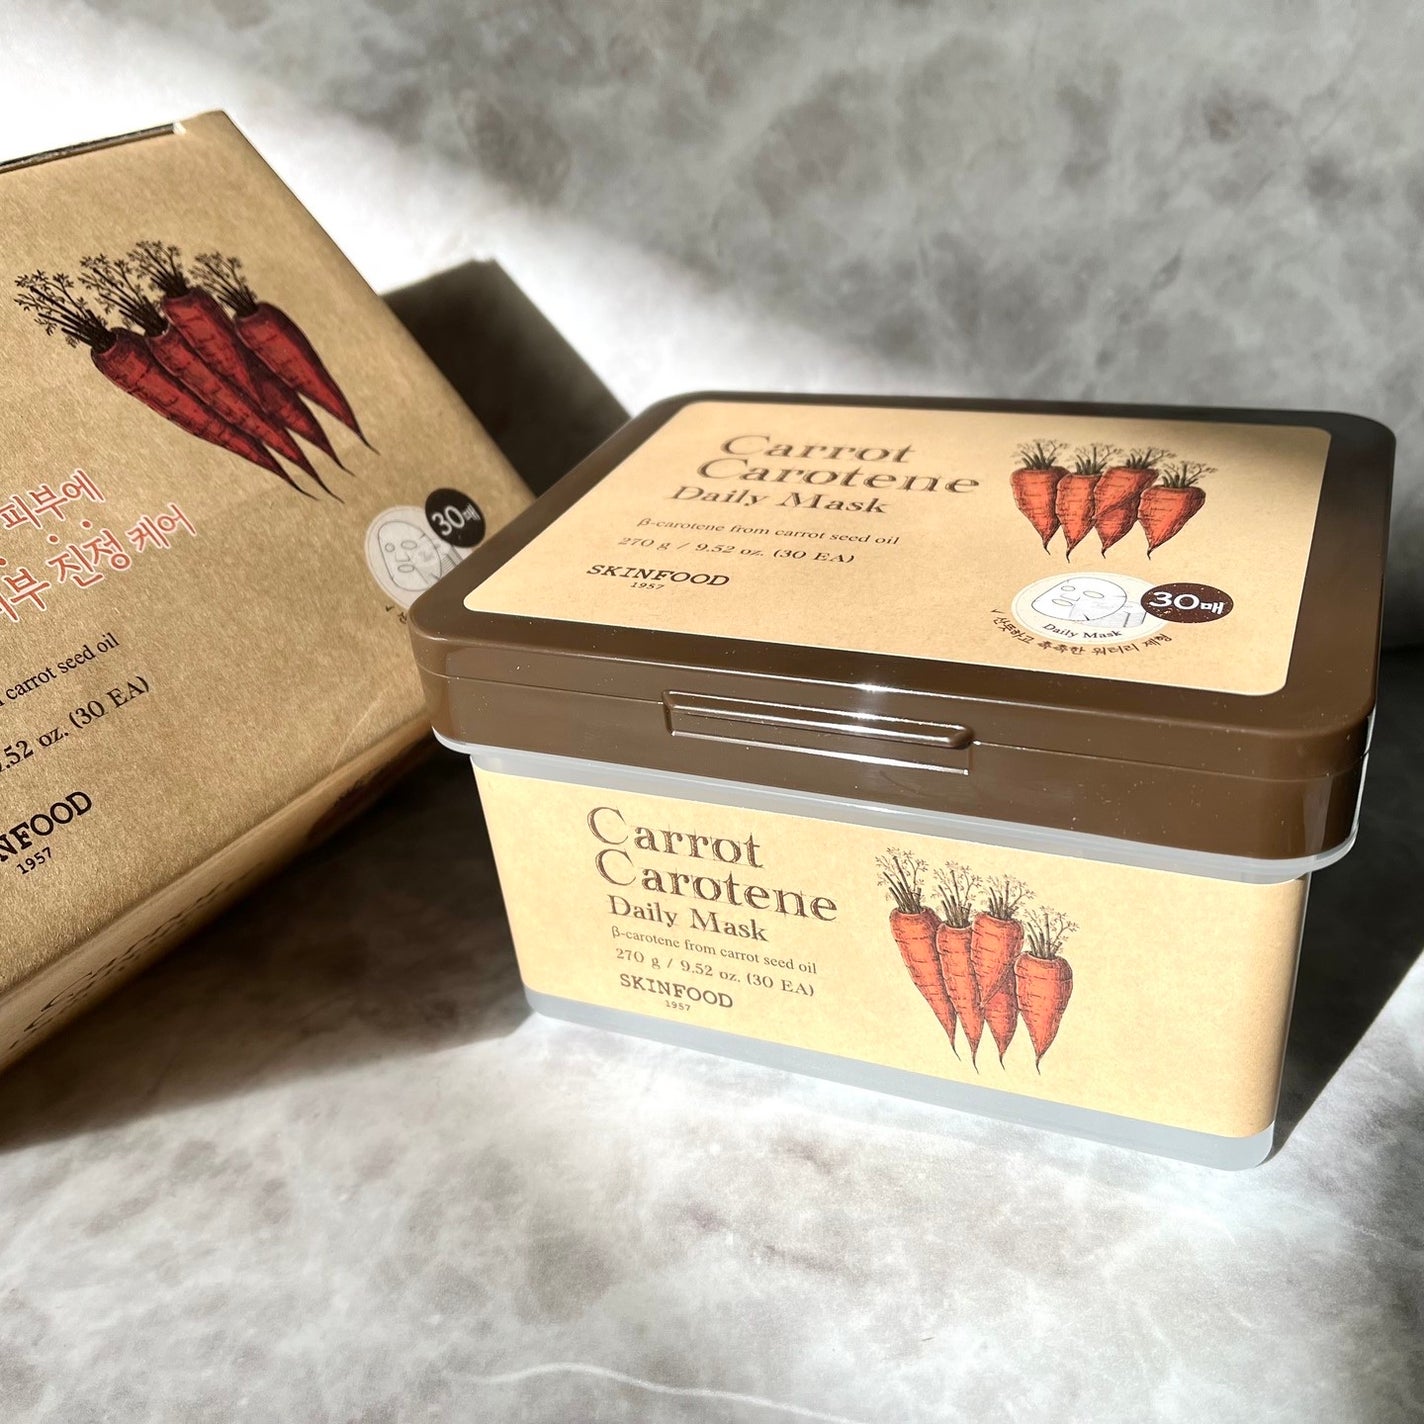 피부에
진정 케어
carrot seed oil
.52 oz. (30 EA)
NFOOD
1957
30매
Carrot
Carotene
Daily Mask
β-carotene from carrot seed oil
270 g / 9.52 oz. (30 EA)
SKINFOOD
1957
30매
Daily Mask
✓ 산뜻하고 촉촉한 워터리 제형
Carrot
Carotene
Daily Mask
β-carotene from carrot seed oil
270 g / 9.52 oz. (30 EA)
SKINFOOD
1957